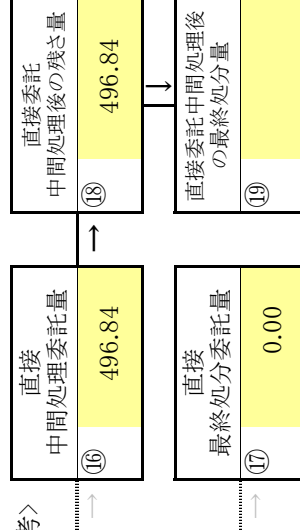 考>
→
直接
中間処理委託量
⑯
496.84
→
直接委託
中間処理後の残さ量
⑱
496.84
→
→
直接
最終処分委託量
⑰
0.00
直接委託中間処理後
の最終処分量
⑲